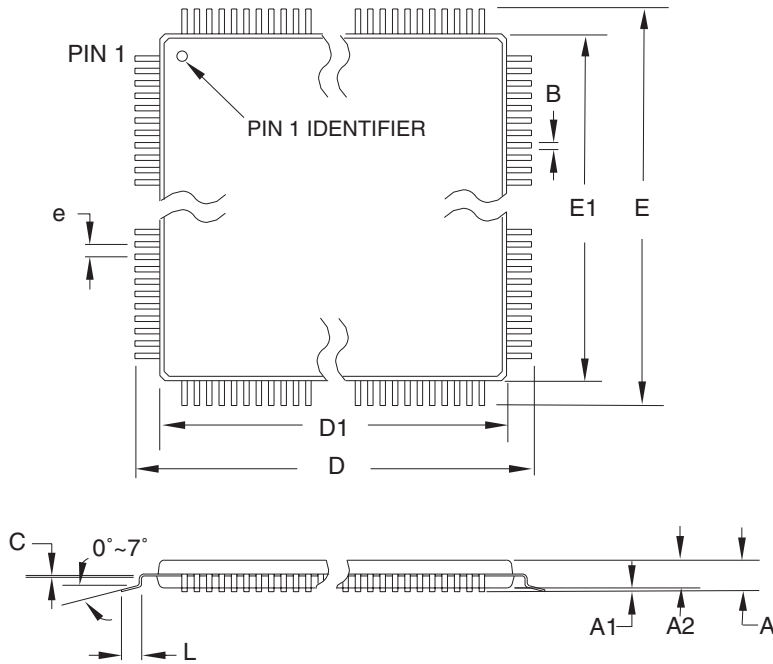 PIN 1
PIN 1 IDENTIFIER
B
e
E1
E
D1
D
C
0°~7°
L
A1
A2
A